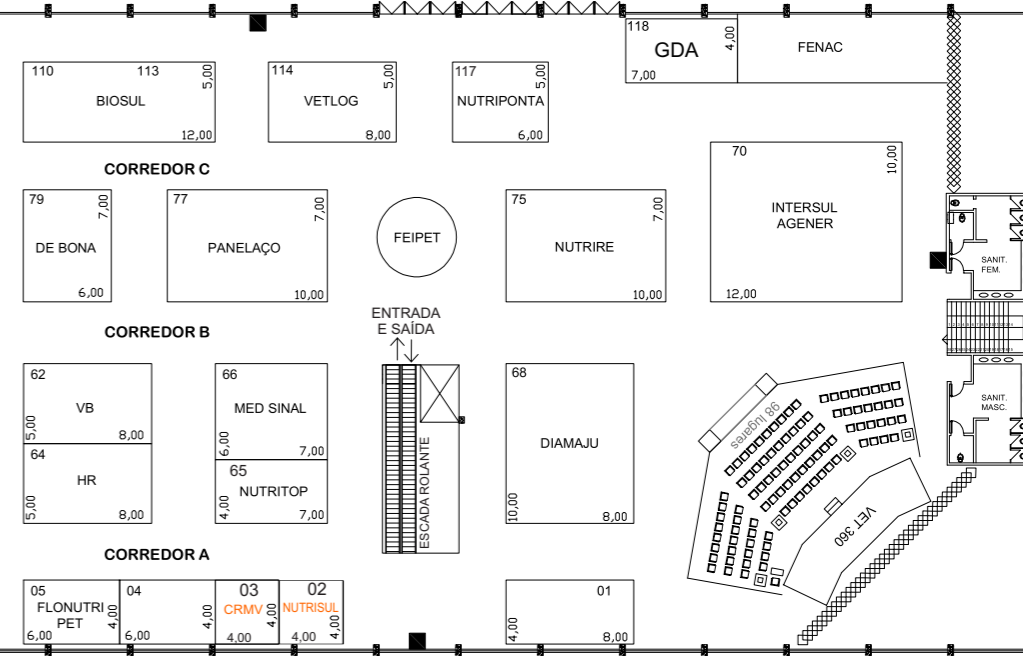 118
GDA
4,00
7,00
FENAC
110
113
5,00
BIOSUL
12,00
114
5,00
VETLOG
8,00
117
5,00
NUTRIPONTA
6,00
CORREDOR C
70
10,00
INTERSUL
AGENER
12,00
79
7,00
DE BONA
6,00
77
7,00
PANELAÇO
10,00
FEIPET
75
7,00
NUTRIRE
10,00
SANIT.
FEM.
CORREDOR B
ENTRADA
E SAÍDA
62
VB
5,00
8,00
64
HR
5,00
8,00
66
MED SINAL
6,00
7,00
65
NUTRITOP
4,00
7,00
ESCADA ROLANTE
68
DIAMAJU
10,00
8,00
98 lugares
VET 360
SANIT.
MASC.
CORREDOR A
05
FLONUTRI
PET
4,00
6,00
04
4,00
6,00
03
CRMV
4,00
4,00
02
NUTRISUL
4,00
4,00
01
4,00
8,00